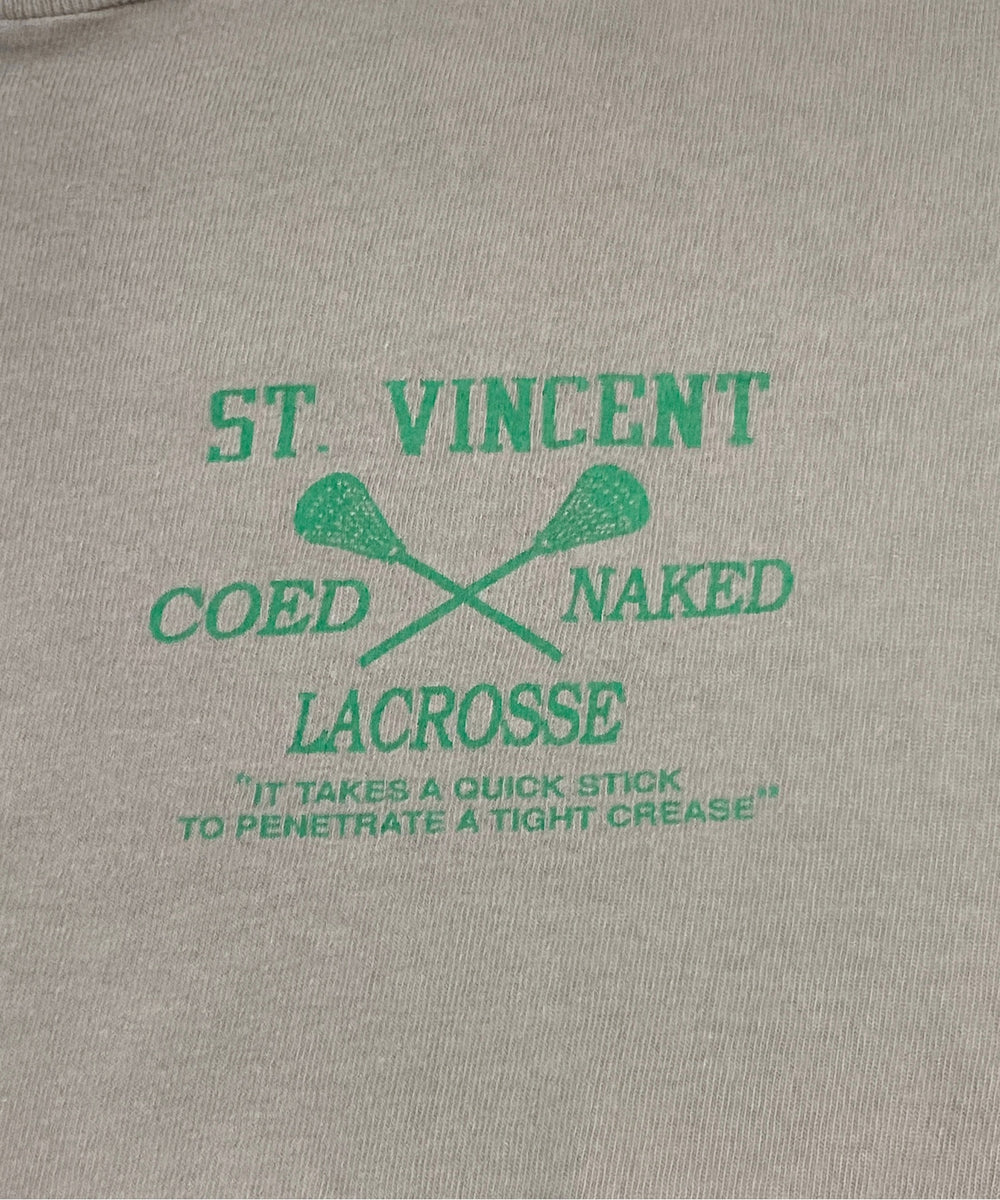 ST. VINCENT
COED NAKED
LACROSSE
"IT TAKES A QUICK STICK
TO PENETRATE A TIGHT CREASE"